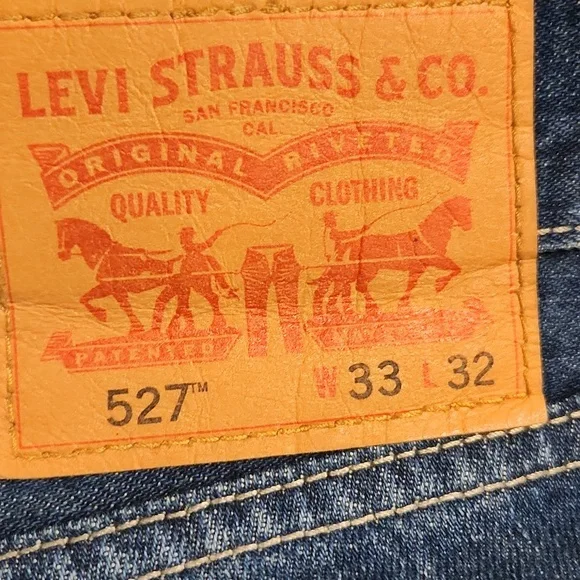 LEVI STRAUSS & CO.
SAN FRANCISCO
CAL.
ORIGINAL RIVETED
QUALITY CLOTHING
PATENTED
527™ W 33 L 32